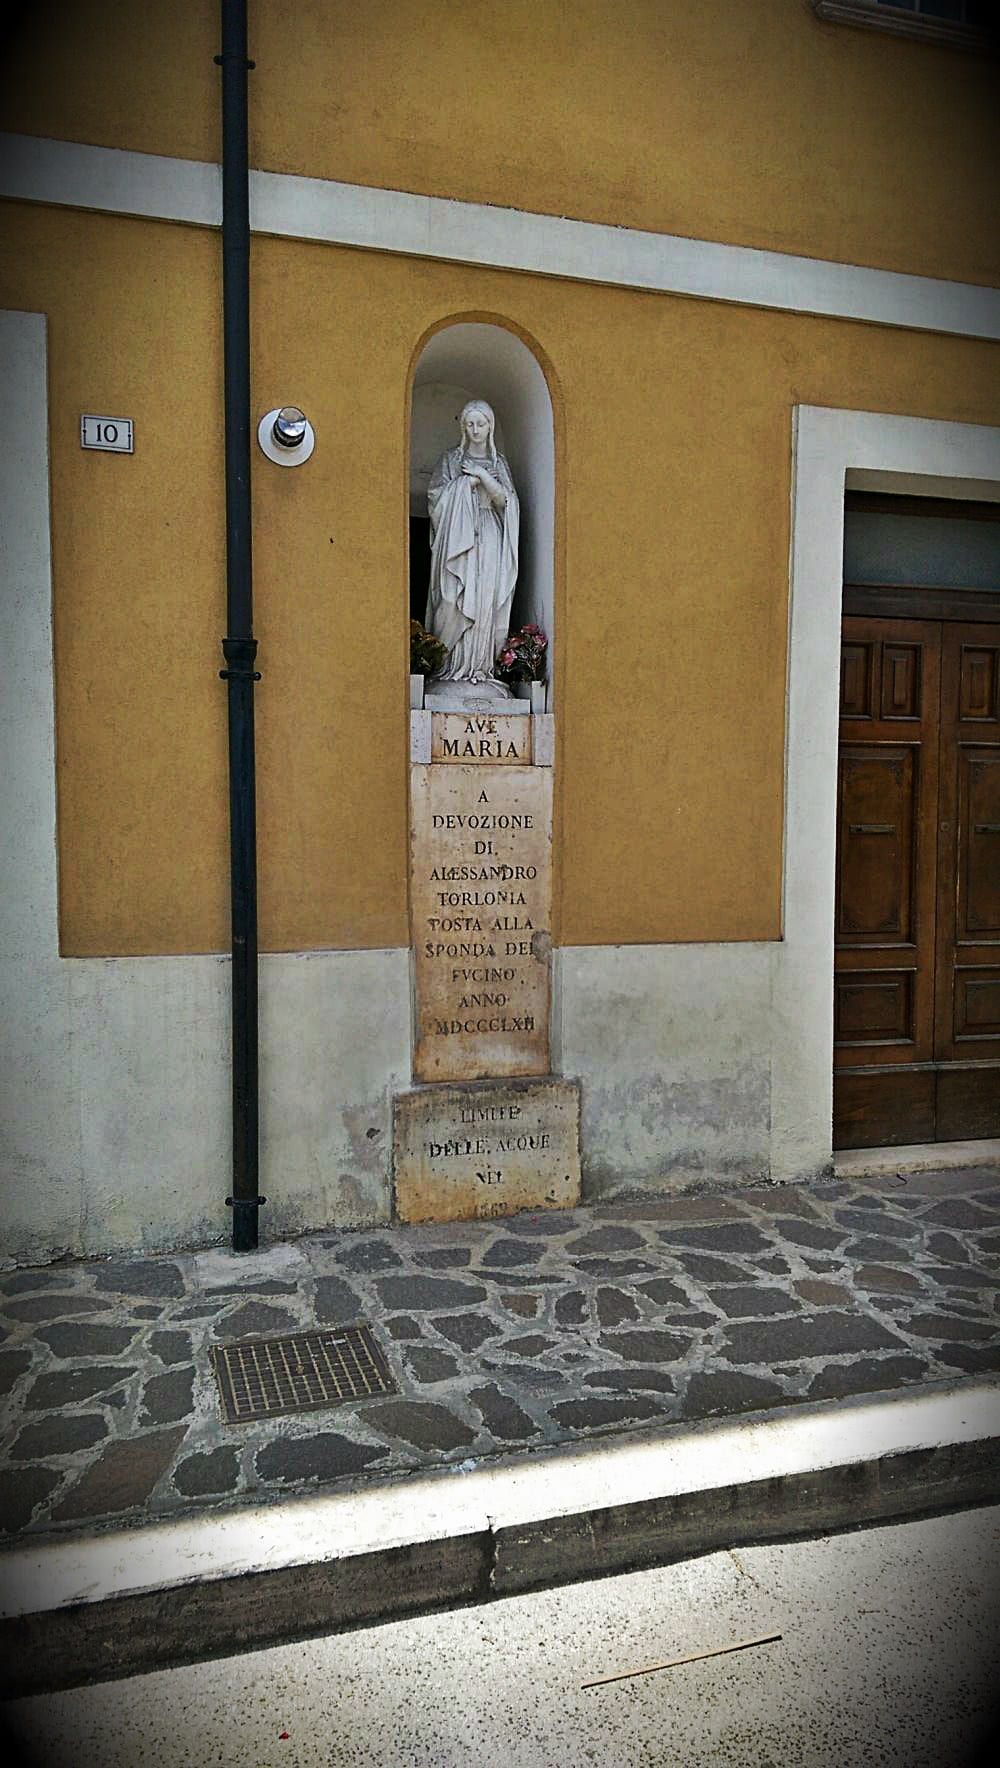 10
AVE
MARIA
A
DEVOZIONE
DI
ALESSANDRO
TORLONIA
POSTA ALLA
SPONDA DEL
FVCINO
ANNO
MDCCCLXII
LIMITE
DELLE ACQUE
NEL